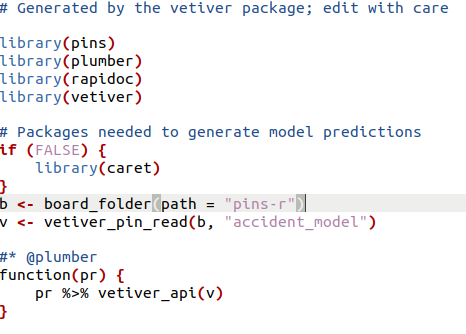 # Generated by the vetiver package; edit with care
library(pins)
library(plumber)
library(rapidoc)
library(vetiver)
# Packages needed to generate model predictions
if (FALSE) {
    library(caret)
}
b <- board_folder(path = "pins-r")
v <- vetiver_pin_read(b, "accident_model")
#* @plumber
function(pr) {
    pr %>% vetiver_api(v)
}